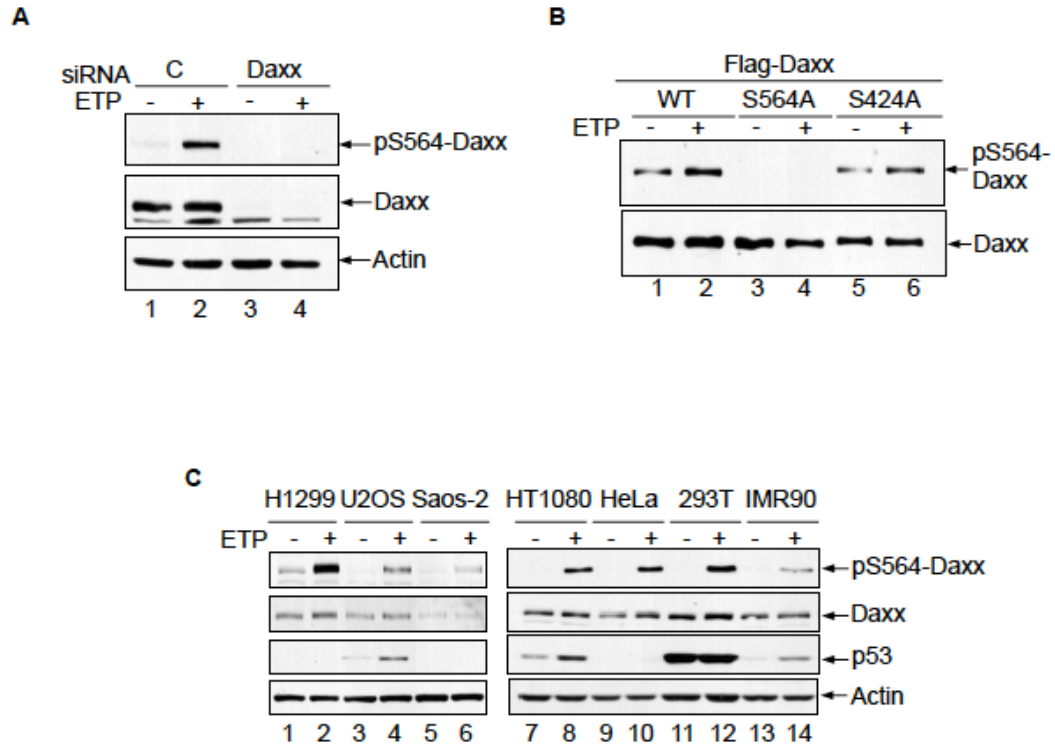 A
siRNA C Daxx
ETP - + - +
pS564-Daxx
Daxx
Actin
1 2 3 4
B
Flag-Daxx
WT S564A S424A
ETP - + - + - +
pS564-
Daxx
Daxx
1 2 3 4 5 6
C
H1299 U2OS Saos-2 HT1080 HeLa 293T IMR90
ETP - + - + - + - + - + - + - +
pS564-Daxx
Daxx
p53
Actin
1 2 3 4 5 6 7 8 9 10 11 12 13 14